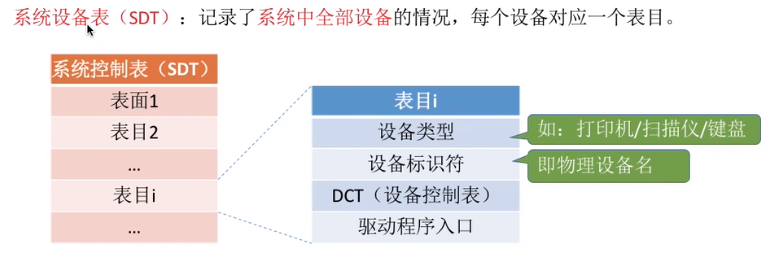 系统设备表（SDT）：记录了系统中全部设备的情况，每个设备对应一个表目。
系统控制表（SDT）
表面1
表目2
...
表目i
...
表目i
设备类型
设备标识符
DCT（设备控制表）
驱动程序入口
如：打印机/扫描仪/键盘
即物理设备名